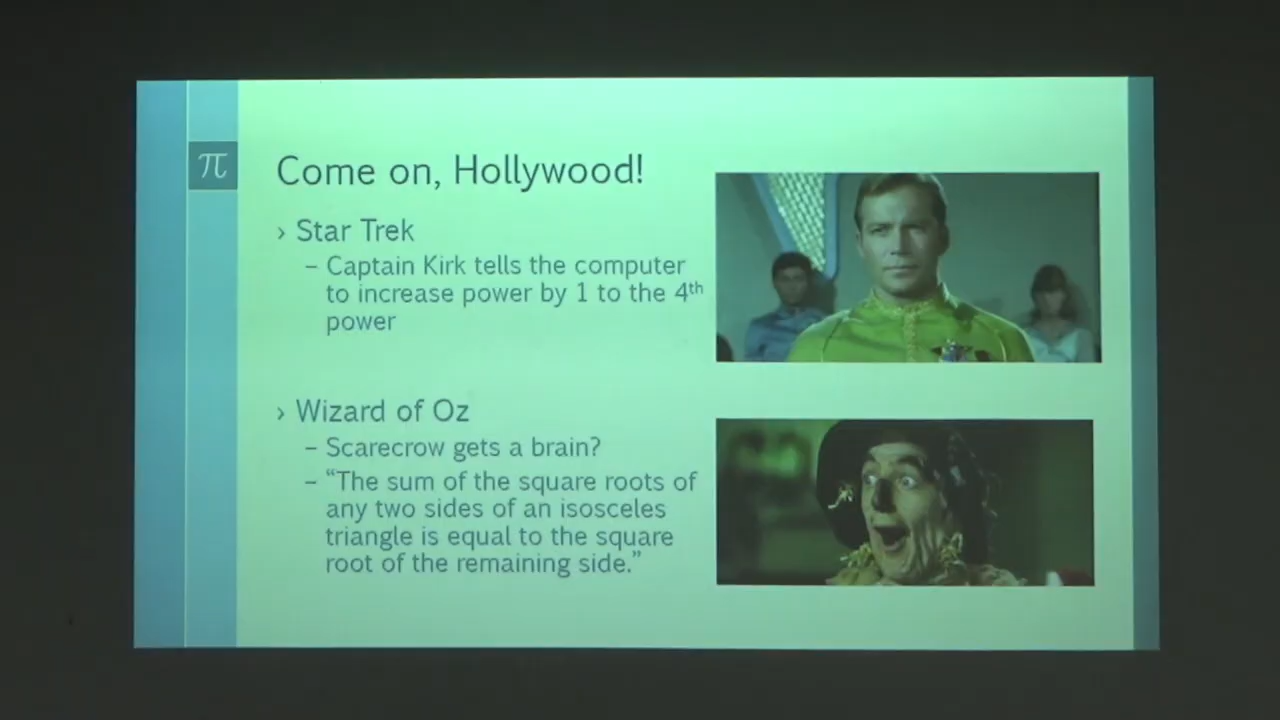 π
Come on, Hollywood!
› Star Trek
– Captain Kirk tells the computer
to increase power by 1 to the 4th
power
› Wizard of Oz
– Scarecrow gets a brain?
– “The sum of the square roots of
any two sides of an isosceles
triangle is equal to the square
root of the remaining side.”